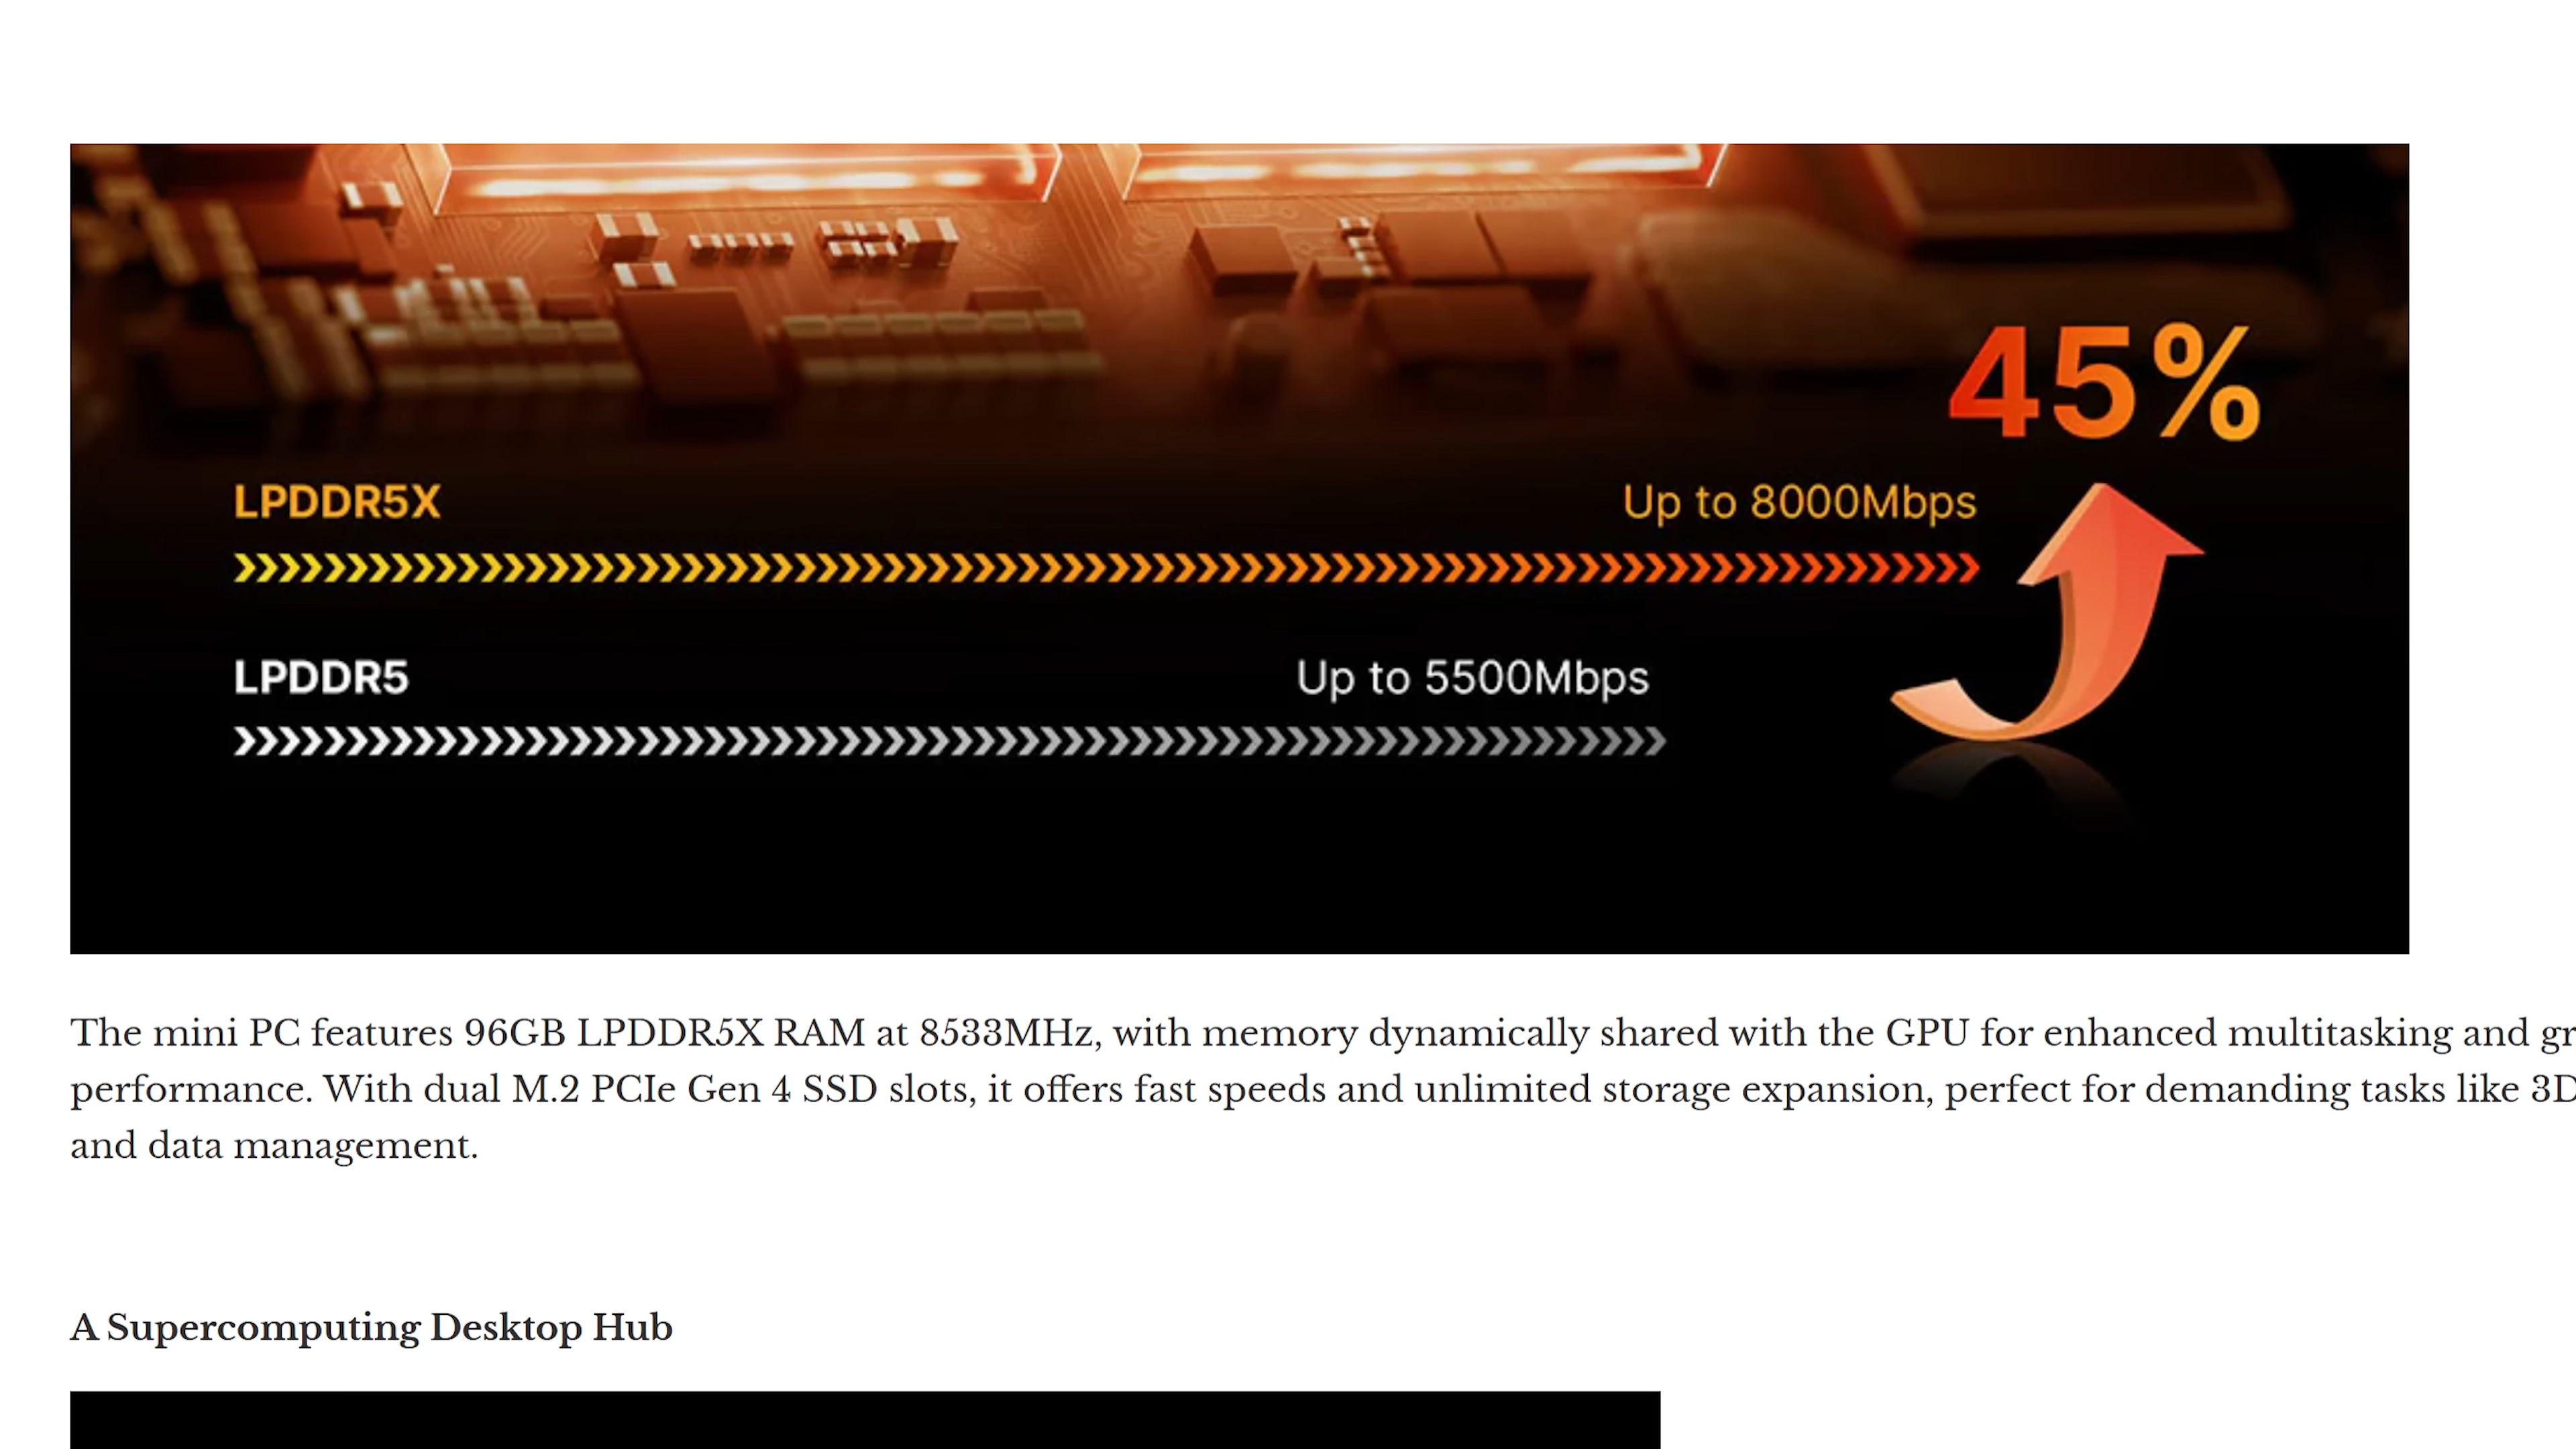 45%
LPDDR5X
Up to 8000Mbps
LPDDR5
Up to 5500Mbps
The mini PC features 96GB LPDDR5X RAM at 8533MHz, with memory dynamically shared with the GPU for enhanced multitasking and
performance. With dual M.2 PCIe Gen 4 SSD slots, it offers fast speeds and unlimited storage expansion, perfect for demanding tasks like 3D
and data management.
A Supercomputing Desktop Hub